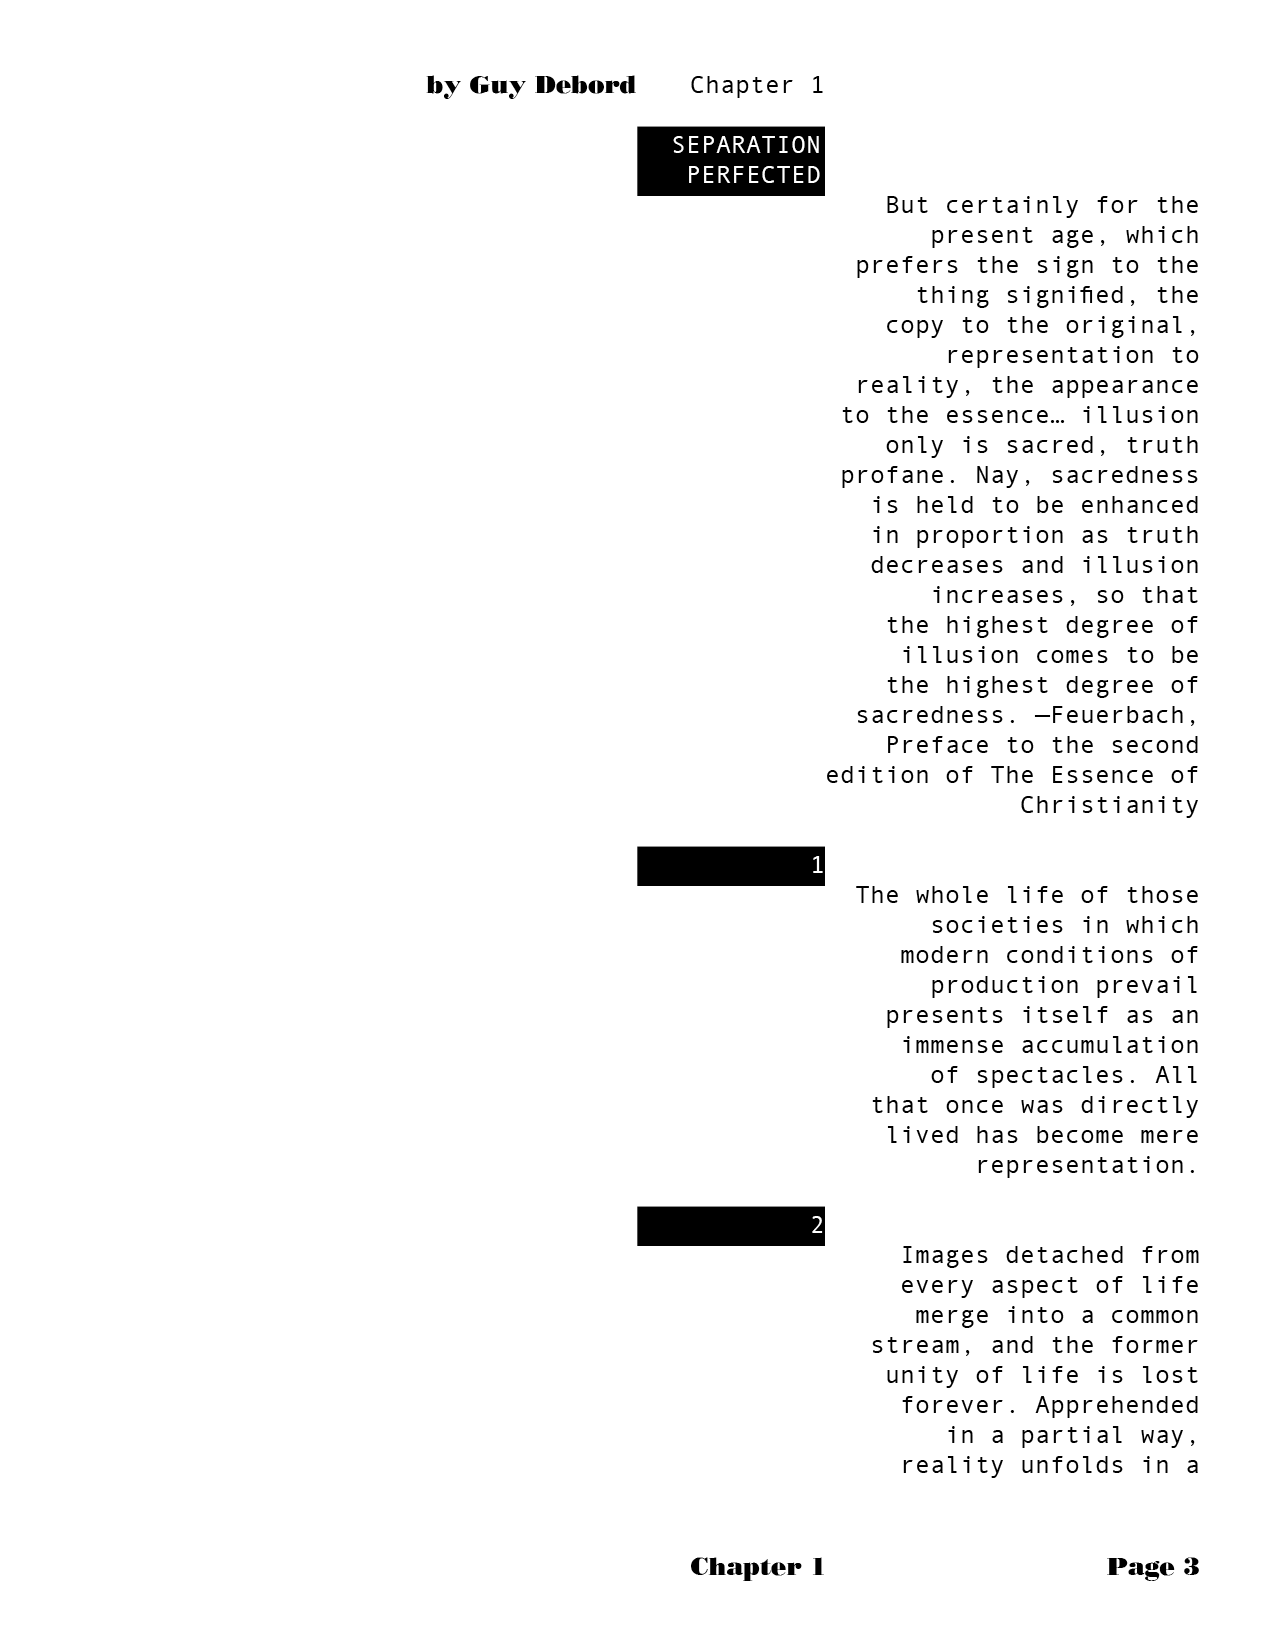 by Guy Debord Chapter 1
SEPARATION
PERFECTED
But certainly for the
present age, which
prefers the sign to the
thing signified, the
copy to the original,
representation to
reality, the appearance
to the essence… illusion
only is sacred, truth
profane. Nay, sacredness
is held to be enhanced
in proportion as truth
decreases and illusion
increases, so that
the highest degree of
illusion comes to be
the highest degree of
sacredness. —Feuerbach,
Preface to the second
edition of The Essence of
Christianity
1
The whole life of those
societies in which
modern conditions of
production prevail
presents itself as an
immense accumulation
of spectacles. All
that once was directly
lived has become mere
representation.
2
Images detached from
every aspect of life
merge into a common
stream, and the former
unity of life is lost
forever. Apprehended
in a partial way,
reality unfolds in a
Chapter 1 Page 3